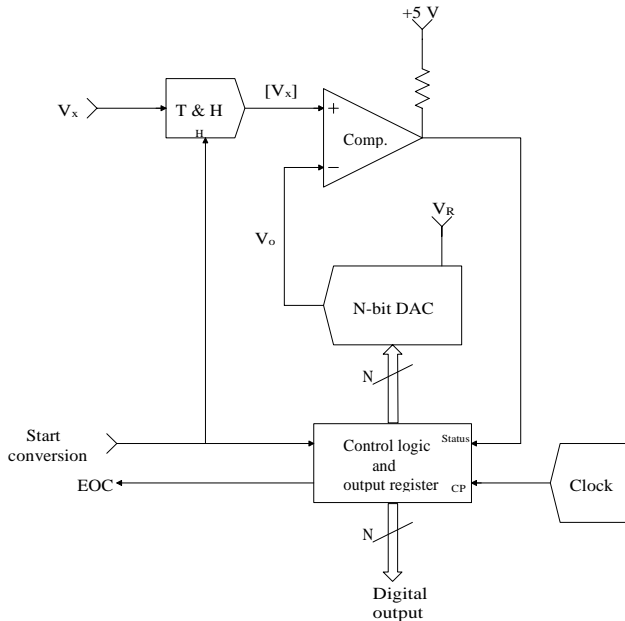 +5 V
[Vx]
Vx
T & H
H
+
Comp.
−
VR
Vo
N-bit DAC
N
Start
conversion
Status
Control logic
and
output register
CP
EOC
Clock
N
Digital
output